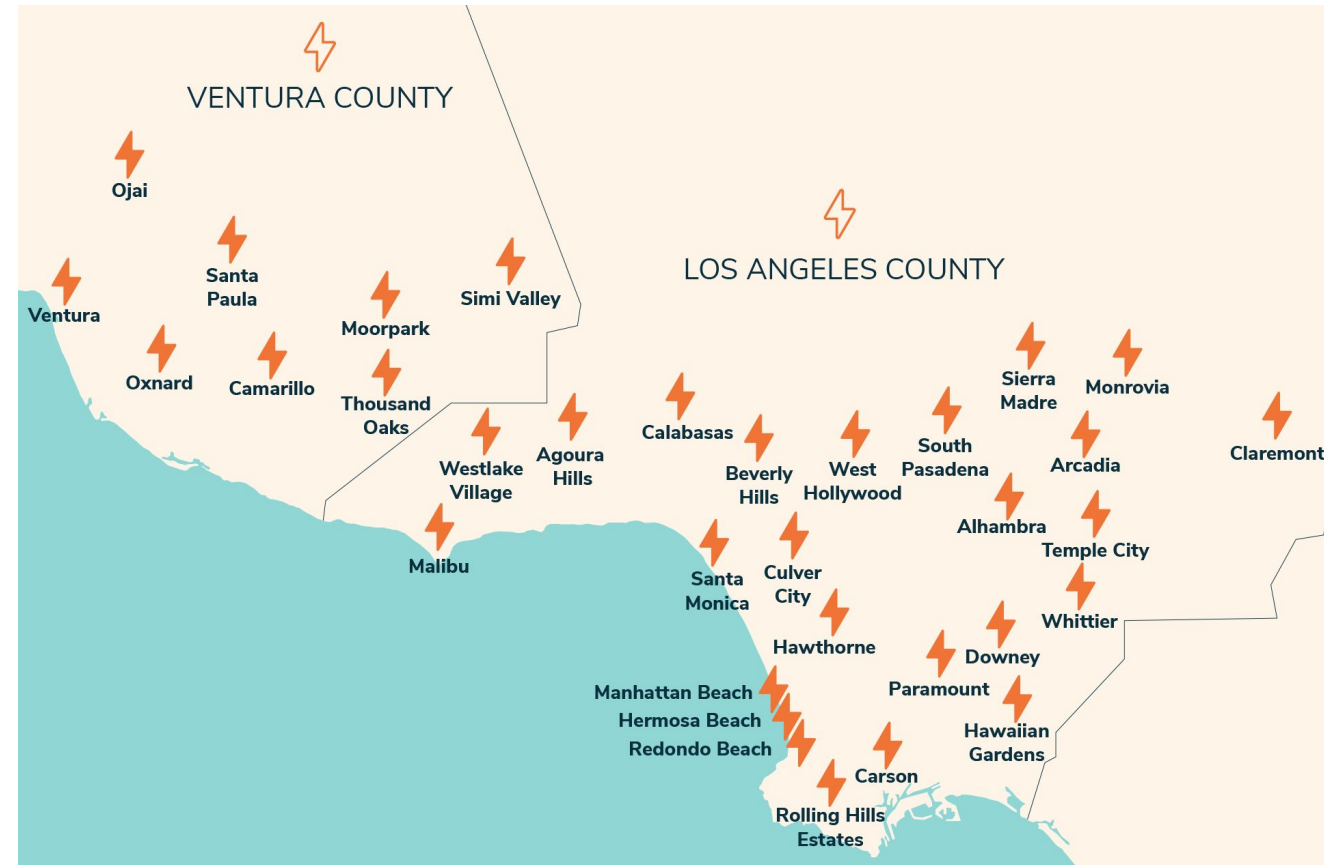 VENTURA COUNTY
Ojai
Santa
Paula
Ventura
Simi Valley
Moorpark
Oxnard
Camarillo
Thousand
Oaks
LOS ANGELES COUNTY
Sierra
Madre
Monrovia
Calabasas
Agoura
Hills
Westlake
Village
Beverly
Hills
West
Hollywood
South
Pasadena
Arcadia
Claremont
Alhambra
Temple City
Malibu
Santa
Monica
Culver
City
Whittier
Hawthorne
Downey
Paramount
Manhattan Beach
Hermosa Beach
Redondo Beach
Hawaiian
Gardens
Carson
Rolling Hills
Estates